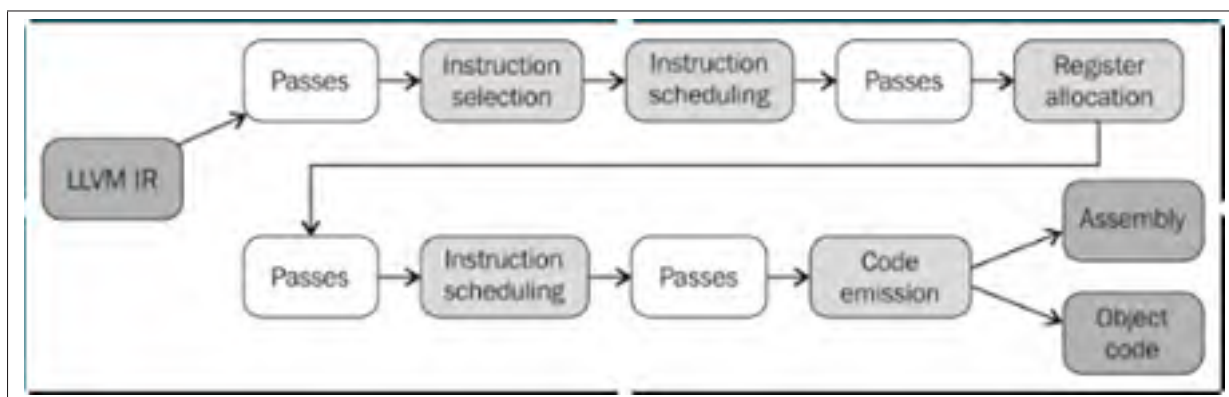 Passes
Instruction
selection
Instruction
scheduling
Passes
Register
allocation
LLVM IR
Passes
Instruction
scheduling
Passes
Code
emission
Assembly
Object
code